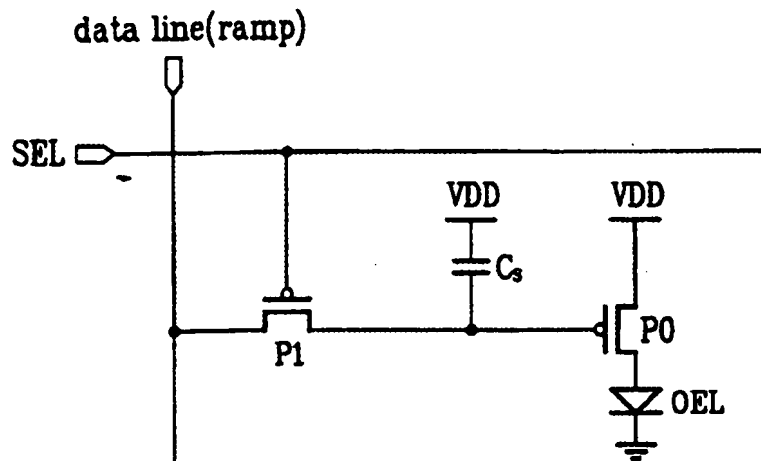 data line(ramp)
SEL
VDD
VDD
Cs
P1
P0
OEL